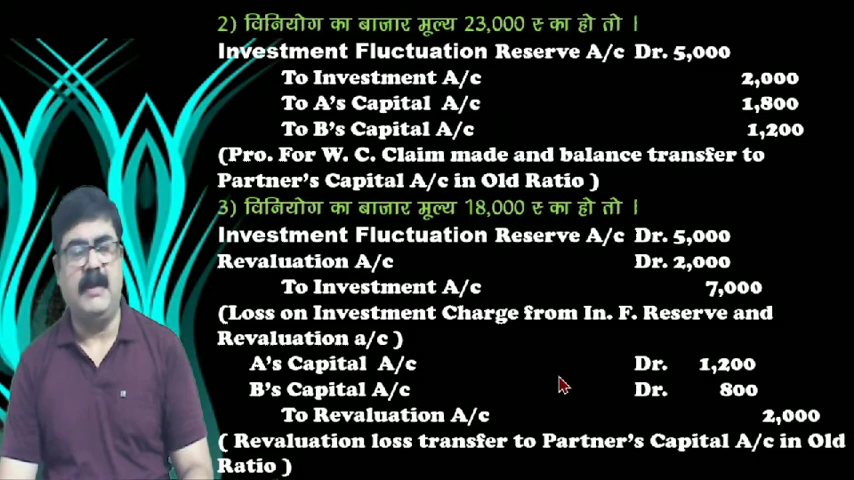 2) विनियोग का बाजार मूल्य 23,000 रु का हो तो |
Investment Fluctuation Reserve A/c Dr. 5,000
To Investment A/c 2,000
To A's Capital A/c 1,800
To B's Capital A/c 1,200
(Pro. For W. C. Claim made and balance transfer to
Partner's Capital A/c in Old Ratio )
3) विनियोग का बाजार मूल्य 18,000 रु का हो तो |
Investment Fluctuation Reserve A/c Dr. 5,000
Revaluation A/c Dr. 2,000
To Investment A/c 7,000
(Loss on Investment Charge from In. F. Reserve and
Revaluation a/c )
A's Capital A/c Dr. 1,200
B's Capital A/c Dr. 800
To Revaluation A/c 2,000
( Revaluation loss transfer to Partner's Capital A/c in Old
Ratio )